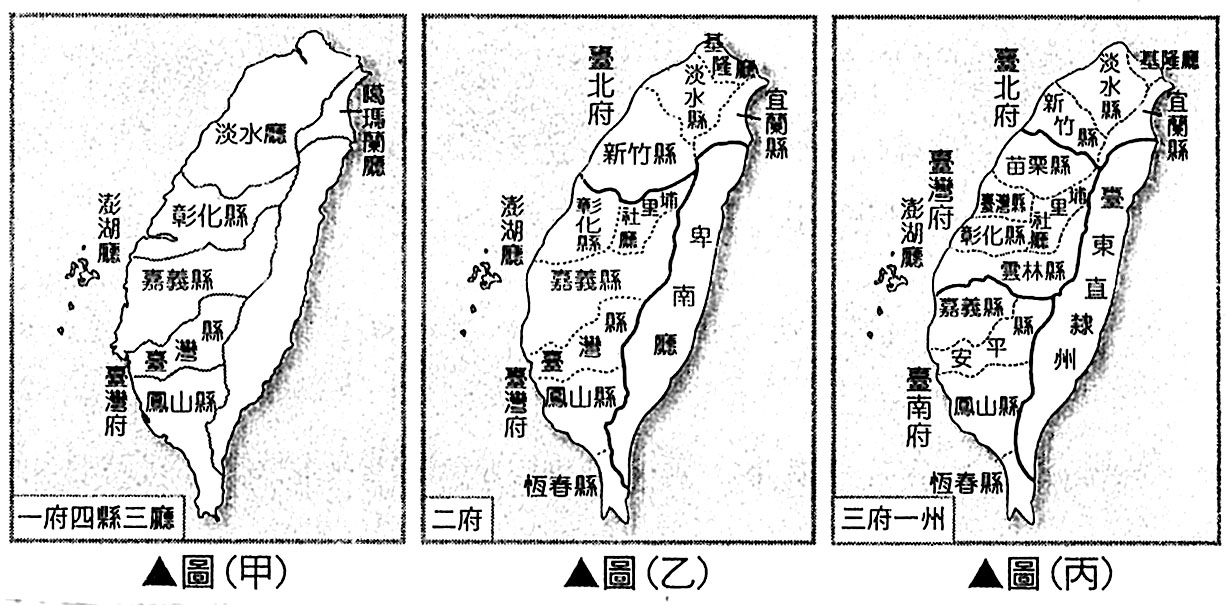 淡水廳
噶瑪蘭廳
彰化縣
澎湖廳
嘉義縣
臺灣縣
臺灣府
鳳山縣
一府四縣三廳
▲圖(甲)
基隆廳
臺北府
淡水縣
宜蘭縣
新竹縣
彰化縣
埔里社廳
澎湖廳
卑南廳
嘉義縣
臺灣縣
臺灣府
鳳山縣
恆春縣
二府
▲圖(乙)
基隆廳
臺北府
淡水縣
新竹縣
宜蘭縣
苗栗縣
臺灣府
臺灣縣
埔里社廳
澎湖廳
彰化縣
臺東直隸州
雲林縣
嘉義縣
安平縣
臺南府
鳳山縣
恆春縣
三府一州
▲圖(丙)